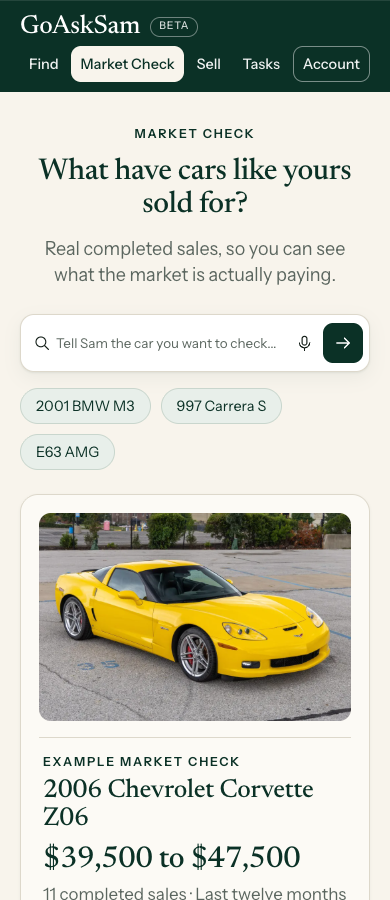 GoAskSam BETA
Find Market Check Sell Tasks Account
MARKET CHECK
What have cars like yours
sold for?
Real completed sales, so you can see
what the market is actually paying.
Tell Sam the car you want to check...
2001 BMW M3 997 Carrera S
E63 AMG
EXAMPLE MARKET CHECK
2006 Chevrolet Corvette
Z06
$39,500 to $47,500
11 completed sales · Last twelve months